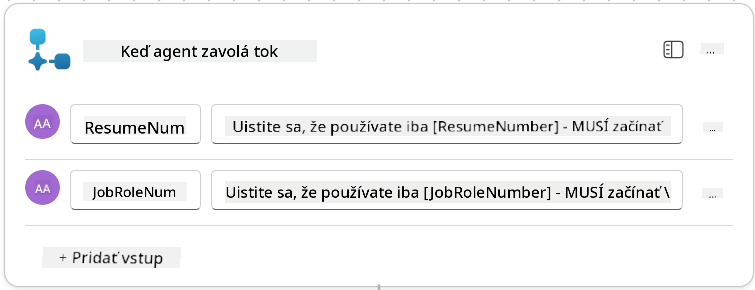 Keď agent zavolá tok
...
AA
ResumeNum
Uistite sa, že používate iba [ResumeNumber] - MUSÍ začínať
...
AA
JobRoleNum
Uistite sa, že používate iba [JobRoleNumber] - MUSÍ začínať \
...
+ Pridať vstup